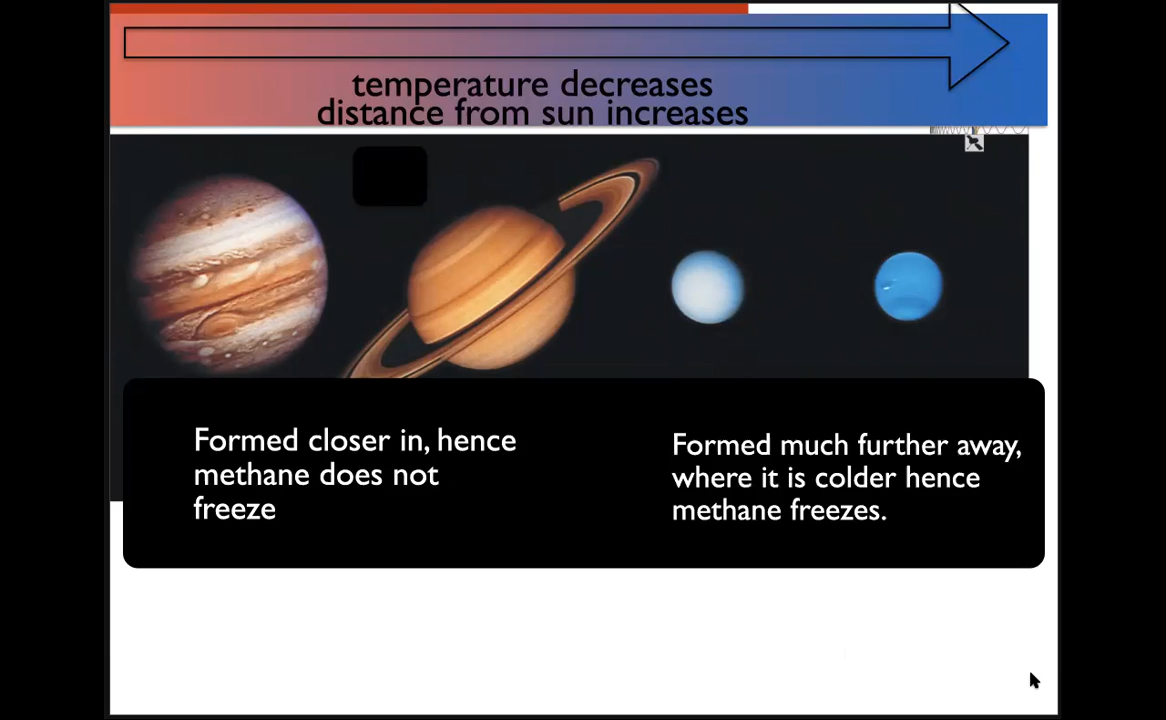 temperature decreases
distance from sun increases
Formed closer in, hence
methane does not
freeze
Formed much further away,
where it is colder hence
methane freezes.